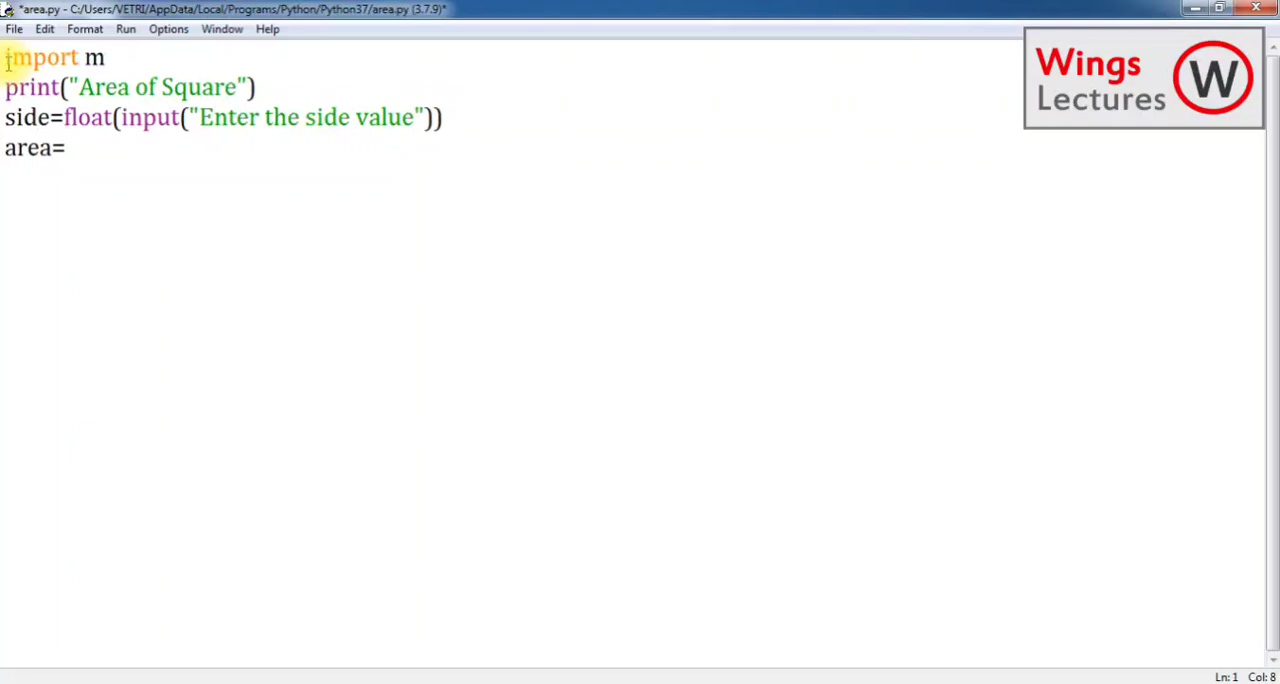 *area.py - C:/Users/VETRI/AppData/Local/Programs/Python/Python37/area.py (3.7.9)*
File Edit Format Run Options Window Help
import m
print("Area of Square")
side=float(input("Enter the side value"))
area=
Wings
Lectures
W
Ln: 1 Col: 8